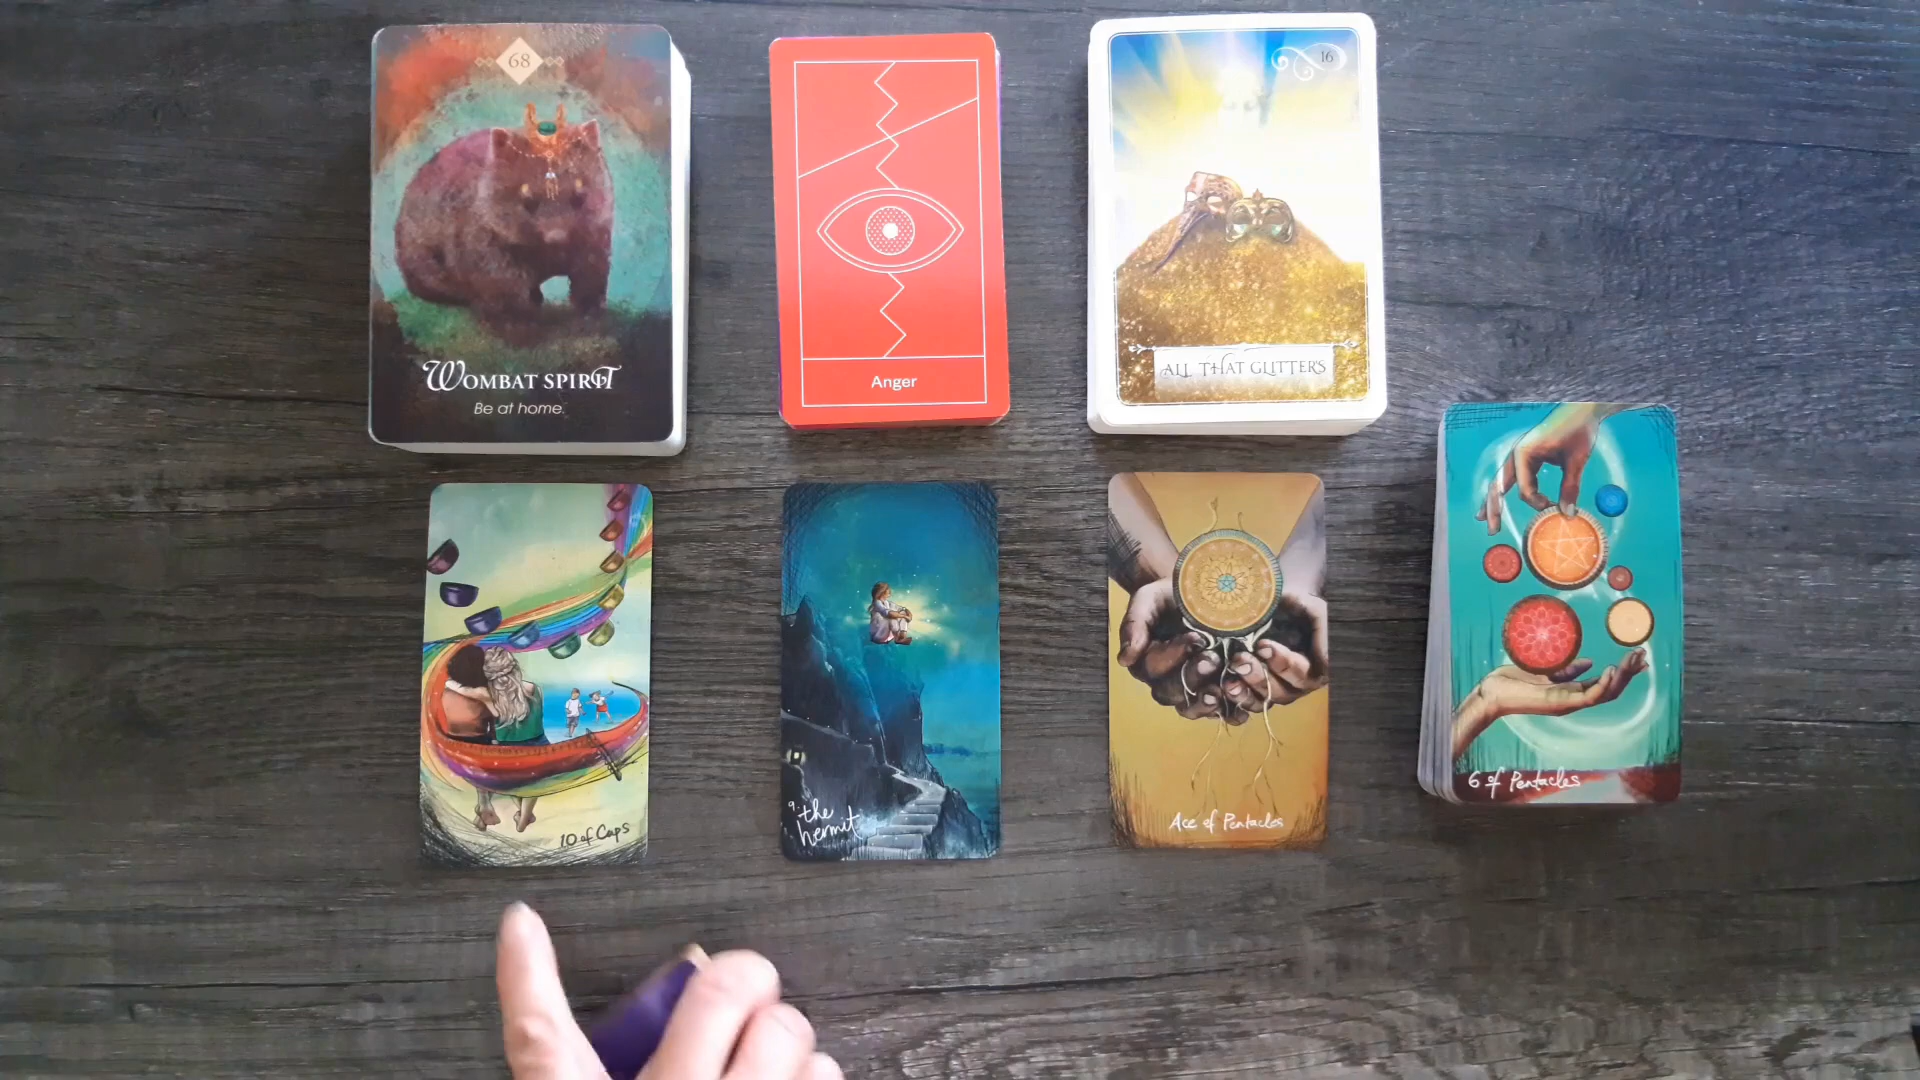 68
WOMBAT SPIRIT
Be at home.
Anger
16
ALL THAT GLITTERS
10 of Cups
9.
the
hermit
Ace of Pentacles
6 of Pentacles